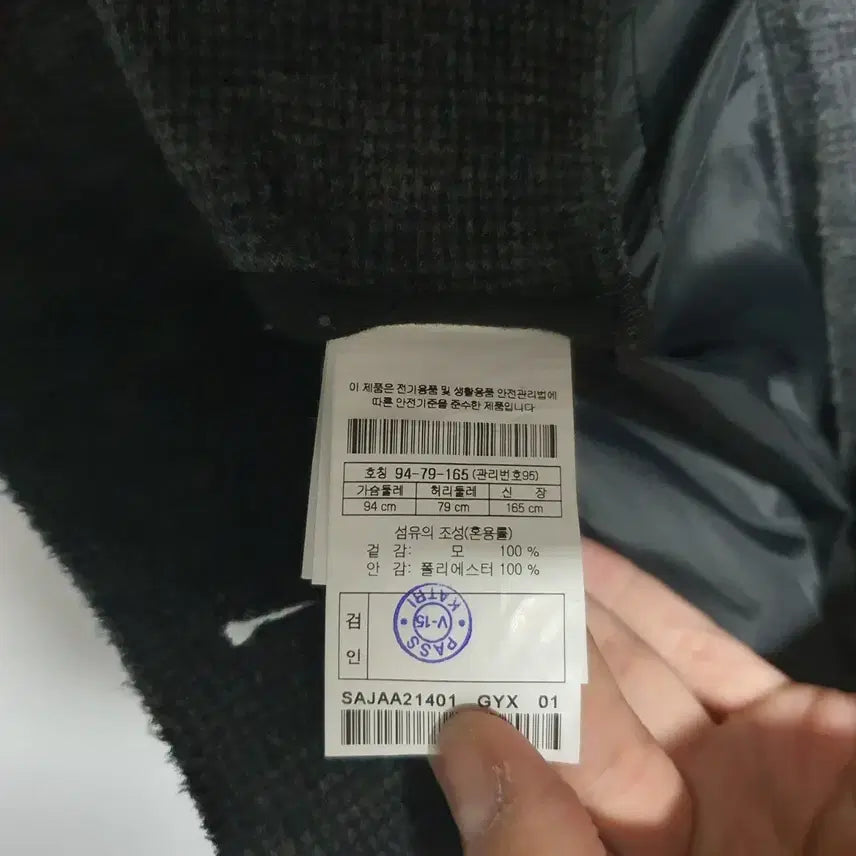 이 제품은 전기용품 및 생활용품 안전관리법에
따른 안전기준을 준수한 제품입니다
호칭 94-79-165 (관리번호95)
가슴둘레 허리둘레 신 장
94 cm 79 cm 165 cm
섬유의 조성(혼용률)
겉 감: 모 100 %
안 감: 폴리에스터 100 %
검
인
KATRI
V-15
PASS
SAJAA21401 GYX 01